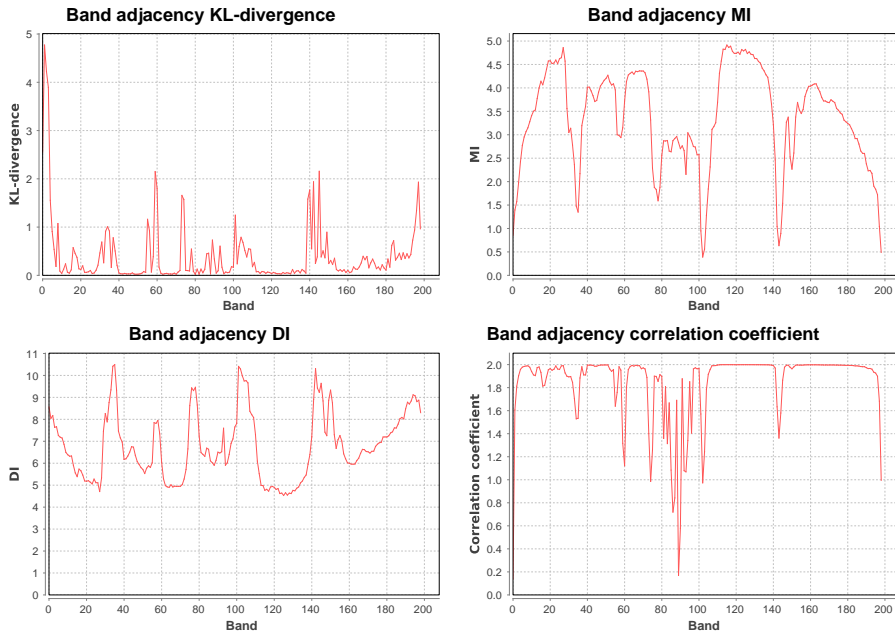 Band adjacency KL-divergence
5
4
3
2
1
0
KL-divergence
0 20 40 60 80 100 120 140 160 180 200
Band
Band adjacency MI
5.0
4.5
4.0
3.5
3.0
2.5
2.0
1.5
1.0
0.5
0.0
MI
0 20 40 60 80 100 120 140 160 180 200
Band
Band adjacency DI
11
10
9
8
7
6
5
4
3
2
1
0
DI
0 20 40 60 80 100 120 140 160 180 200
Band
Band adjacency correlation coefficient
2.0
1.8
1.6
1.4
1.2
1.0
0.8
0.6
0.4
0.2
0.0
Correlation coefficient
0 20 40 60 80 100 120 140 160 180 200
Band